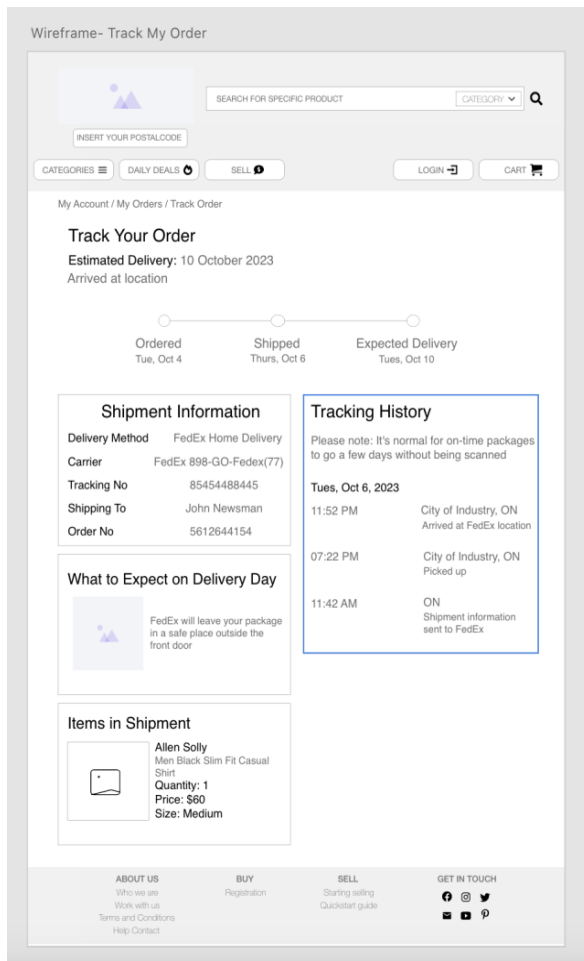 Wireframe- Track My Order
SEARCH FOR SPECIFIC PRODUCT
CATEGORY
INSERT YOUR POSTALCODE
CATEGORIES
DAILY DEALS
SELL
LOGIN
CART
My Account / My Orders / Track Order
Track Your Order
Estimated Delivery: 10 October 2023
Arrived at location
Ordered
Tue, Oct 4
Shipped
Thurs, Oct 6
Expected Delivery
Tues, Oct 10
Shipment Information
Delivery Method FedEx Home Delivery
Carrier FedEx 898-GO-Fedex(77)
Tracking No 85454488445
Shipping To John Newsman
Order No 5612644154
What to Expect on Delivery Day
FedEx will leave your package
in a safe place outside the
front door
Items in Shipment
Allen Solly
Men Black Slim Fit Casual
Shirt
Quantity: 1
Price: $60
Size: Medium
Tracking History
Please note: It's normal for on-time packages
to go a few days without being scanned
Tues, Oct 6, 2023
11:52 PM City of Industry, ON
Arrived at FedEx location
07:22 PM City of Industry, ON
Picked up
11:42 AM ON
Shipment information
sent to FedEx
ABOUT US
Who we are
Work with us
Terms and Conditions
Help Contact
BUY
Registration
SELL
Starting selling
Quickstart guide
GET IN TOUCH